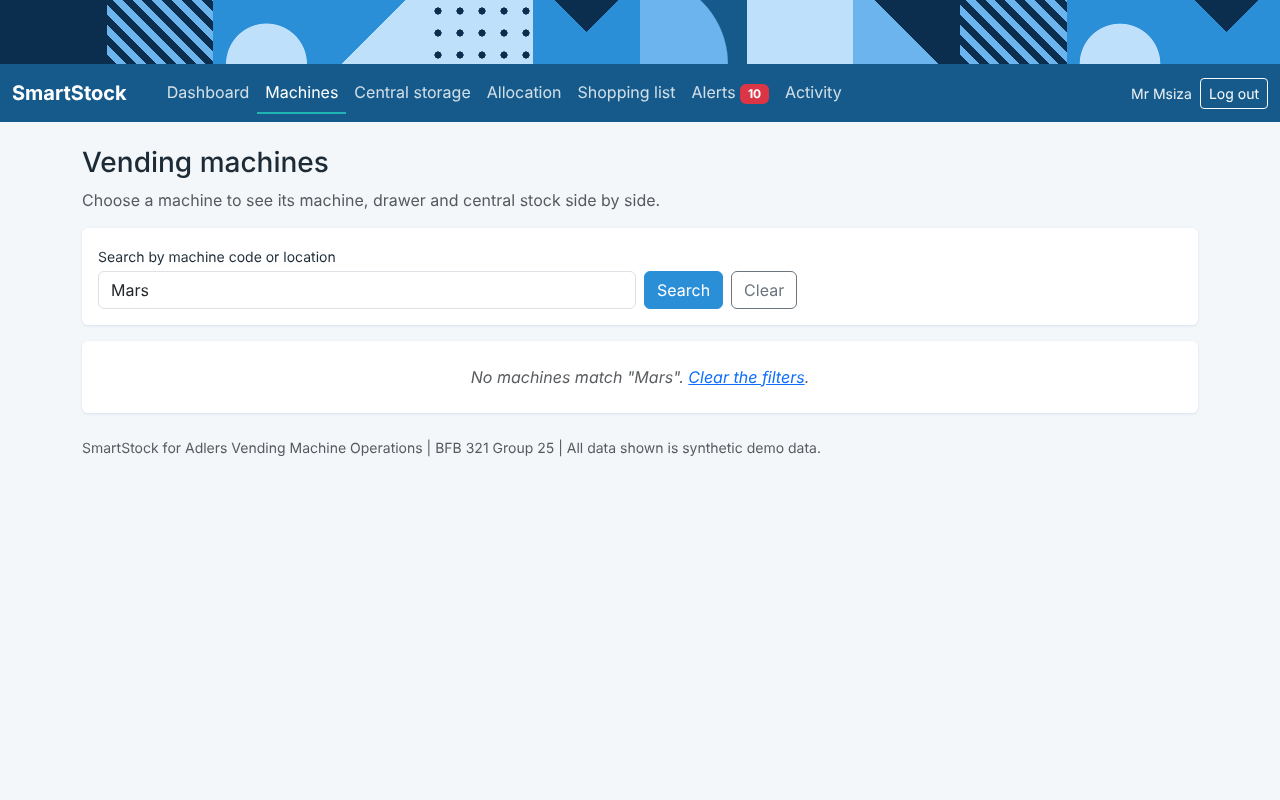 SmartStock
Dashboard Machines Central storage Allocation Shopping list Alerts 10 Activity
Mr Msiza Log out
Vending machines
Choose a machine to see its machine, drawer and central stock side by side.
Search by machine code or location
Mars Search Clear
No machines match "Mars". Clear the filters.
SmartStock for Adlers Vending Machine Operations | BFB 321 Group 25 | All data shown is synthetic demo data.